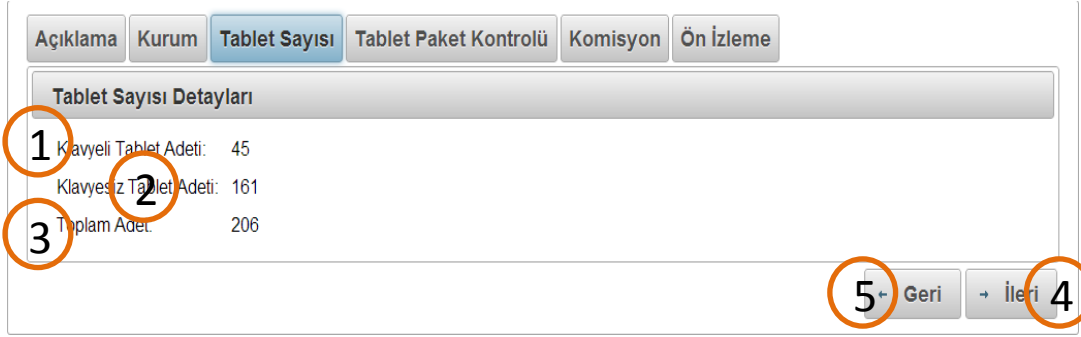 Açıklama Kurum Tablet Sayısı Tablet Paket Kontrolü Komisyon Ön İzleme
Tablet Sayısı Detayları
1 Klavyeli Tablet Adeti: 45
Klavyesiz Tablet Adeti: 161
2
3 Toplam Adet: 206
5 ← Geri → İleri 4